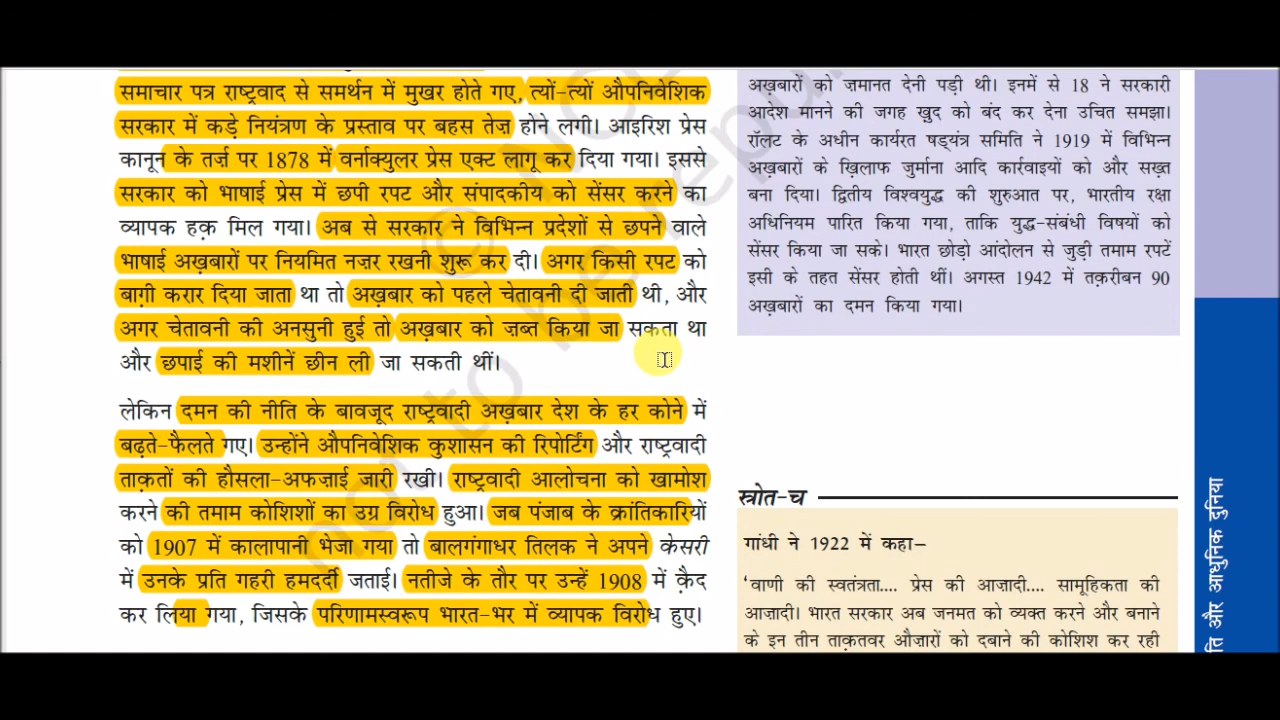 समाचार पत्र राष्ट्रवाद से समर्थन में मुखर होते गए, त्यों-त्यों औपनिवेशिक
सरकार में कड़े नियंत्रण के प्रस्ताव पर बहस तेज़ होने लगी। आइरिश प्रेस
कानून के तर्ज़ पर 1878 में वर्नाक्युलर प्रेस एक्ट लागू कर दिया गया। इससे
सरकार को भाषाई प्रेस में छपी रपट और संपादकीय को सेंसर करने का
व्यापक हक़ मिल गया। अब से सरकार ने विभिन्न प्रदेशों से छपने वाले
भाषाई अख़बारों पर नियमित नज़र रखनी शुरू कर दी। अगर किसी रपट को
बाग़ी करार दिया जाता था तो अख़बार को पहले चेतावनी दी जाती थी, और
अगर चेतावनी की अनसुनी हुई तो अख़बार को ज़ब्त किया जा सकता था
और छपाई की मशीनें छीन ली जा सकती थीं।
लेकिन दमन की नीति के बावजूद राष्ट्रवादी अख़बार देश के हर कोने में
बढ़ते-फैलते गए। उन्होंने औपनिवेशिक कुशासन की रिपोर्टिंग और राष्ट्रवादी
ताक़तों की हौसला-अफजाई जारी रखी। राष्ट्रवादी आलोचना को खामोश
करने की तमाम कोशिशों का उग्र विरोध हुआ। जब पंजाब के क्रांतिकारियों
को 1907 में कालापानी भेजा गया तो बालगंगाधर तिलक ने अपने केसरी
में उनके प्रति गहरी हमदर्दी जताई। नतीजे के तौर पर उन्हें 1908 में क़ैद
कर लिया गया, जिसके परिणामस्वरूप भारत-भर में व्यापक विरोध हुए।
अख़बारों को ज़मानत देनी पड़ी थी। इनमें से 18 ने सरकारी
आदेश मानने की जगह खुद को बंद कर देना उचित समझा।
रॉलट के अधीन कार्यरत षड्यंत्र समिति ने 1919 में विभिन्न
अख़बारों के ख़िलाफ जुर्माना आदि कार्रवाइयों को और सख़्त
बना दिया। द्वितीय विश्वयुद्ध की शुरुआत पर, भारतीय रक्षा
अधिनियम पारित किया गया, ताकि युद्ध-संबंधी विषयों को
सेंसर किया जा सके। भारत छोड़ो आंदोलन से जुड़ी तमाम रपटें
इसी के तहत सेंसर होती थीं। अगस्त 1942 में तक़रीबन 90
अख़बारों का दमन किया गया।
स्त्रोत-च
गांधी ने 1922 में कहा–
'वाणी की स्वतंत्रता.... प्रेस की आज़ादी.... सामूहिकता की
आज़ादी। भारत सरकार अब जनमत को व्यक्त करने और बनाने
के इन तीन ताक़तवर औज़ारों को दबाने की कोशिश कर रही
ति और आधुनिक दुनिया